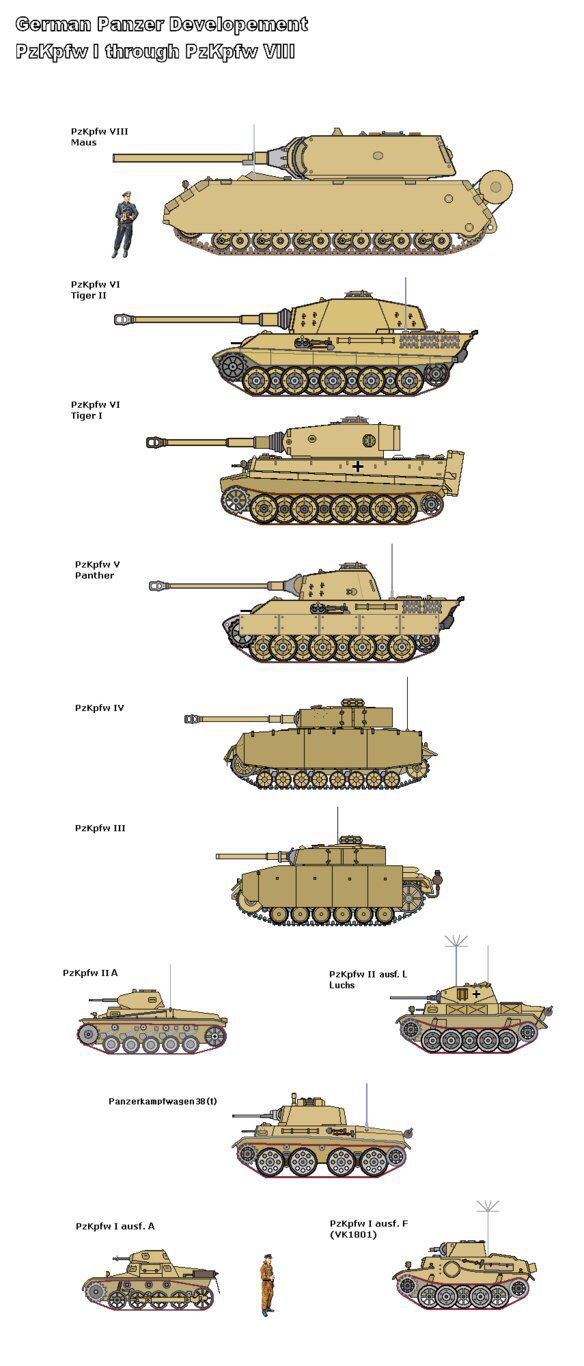 German Panzer Developement
PzKpfw I through PzKpfw VIII
PzKpfw VIII
Maus
PzKpfw VI
Tiger II
PzKpfw VI
Tiger I
PzKpfw V
Panther
PzKpfw IV
PzKpfw III
PzKpfw II A
PzKpfw II ausf. L
Luchs
Panzerkampfwagen 38(t)
PzKpfw I ausf. A
PzKpfw I ausf. F
(VK1801)